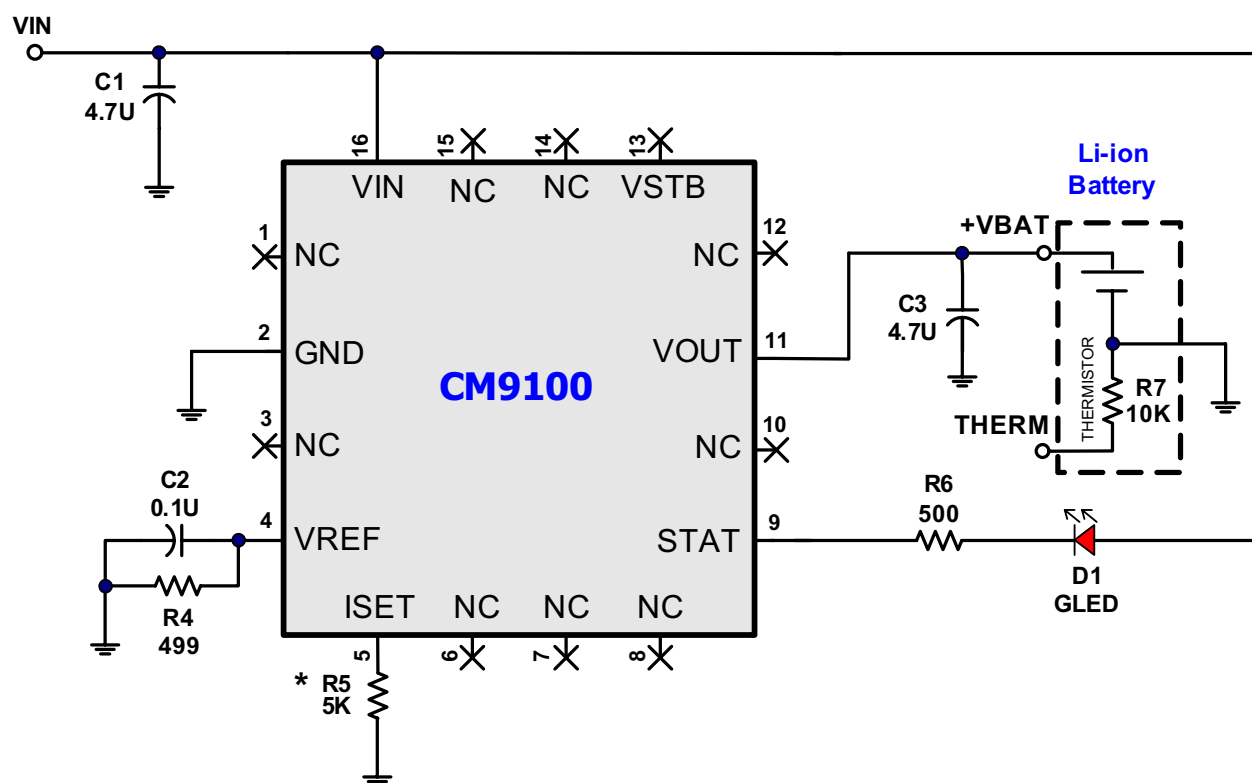 VIN
C1
4.7U
16
15
14
13
VIN
NC
NC
VSTB
Li-ion
Battery
1
NC
12
NC
+VBAT
C3
4.7U
2
GND
11
VOUT
CM9100
THERMISTOR
R7
10K
3
NC
10
NC
THERM
C2
0.1U
4
VREF
9
STAT
R6
500
D1
GLED
R4
499
ISET
NC
NC
NC
5
6
7
8
* R5
5K